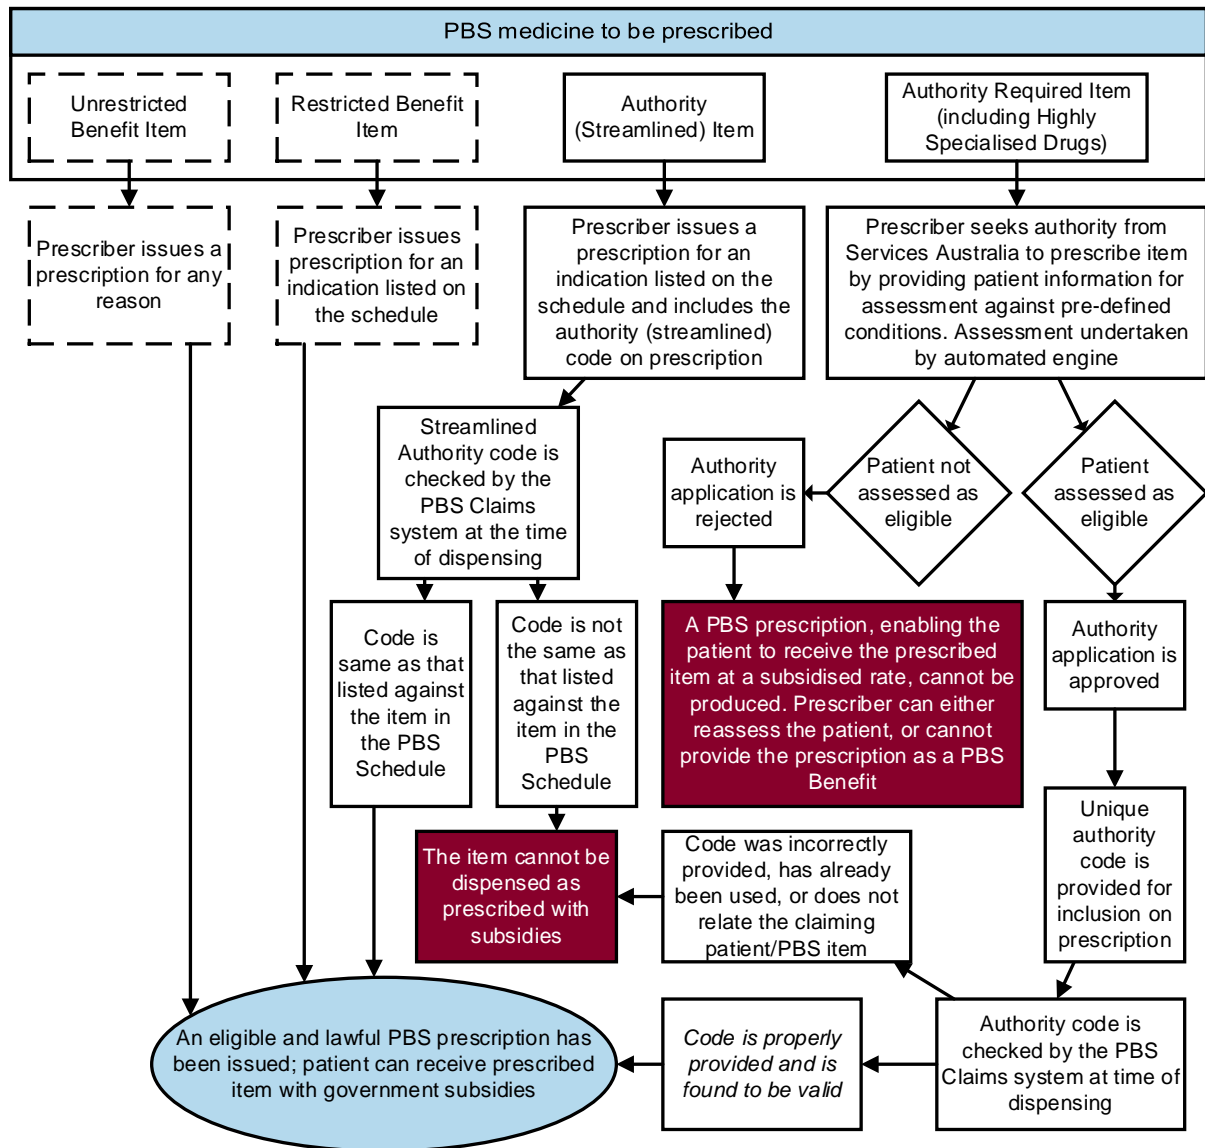 PBS medicine to be prescribed
Unrestricted
Benefit Item
Restricted Benefit
Item
Authority
(Streamlined) Item
Authority Required Item
(including Highly
Specialised Drugs)
Prescriber issues a
prescription for any
reason
Prescriber issues
prescription for an
indication listed on
the schedule
Prescriber issues a
prescription for an
indication listed on
the schedule and includes the
authority (streamlined)
code on prescription
Prescriber seeks authority from
Services Australia to prescribe item
by providing patient information for
assessment against pre-defined
conditions. Assessment undertaken
by automated engine
Streamlined
Authority code is
checked by the
PBS Claims
system at the time
of dispensing
Authority
application is
rejected
Patient not
assessed as
eligible
Patient
assessed as
eligible
Code is
same as that
listed against
the item in
the PBS
Schedule
Code is not
the same as
that listed
against the
item in the
PBS
Schedule
A PBS prescription, enabling the
patient to receive the prescribed
item at a subsidised rate, cannot be
produced. Prescriber can either
reassess the patient, or cannot
provide the prescription as a PBS
Benefit
Authority
application is
approved
Unique
authority
code is
provided for
inclusion on
prescription
The item cannot be
dispensed as
prescribed with
subsidies
Code was incorrectly
provided, has already
been used, or does not
relate the claiming
patient/PBS item
An eligible and lawful PBS prescription has
been issued; patient can receive prescribed
item with government subsidies
Code is properly
provided and is
found to be valid
Authority code is
checked by the PBS
Claims system at time of
dispensing